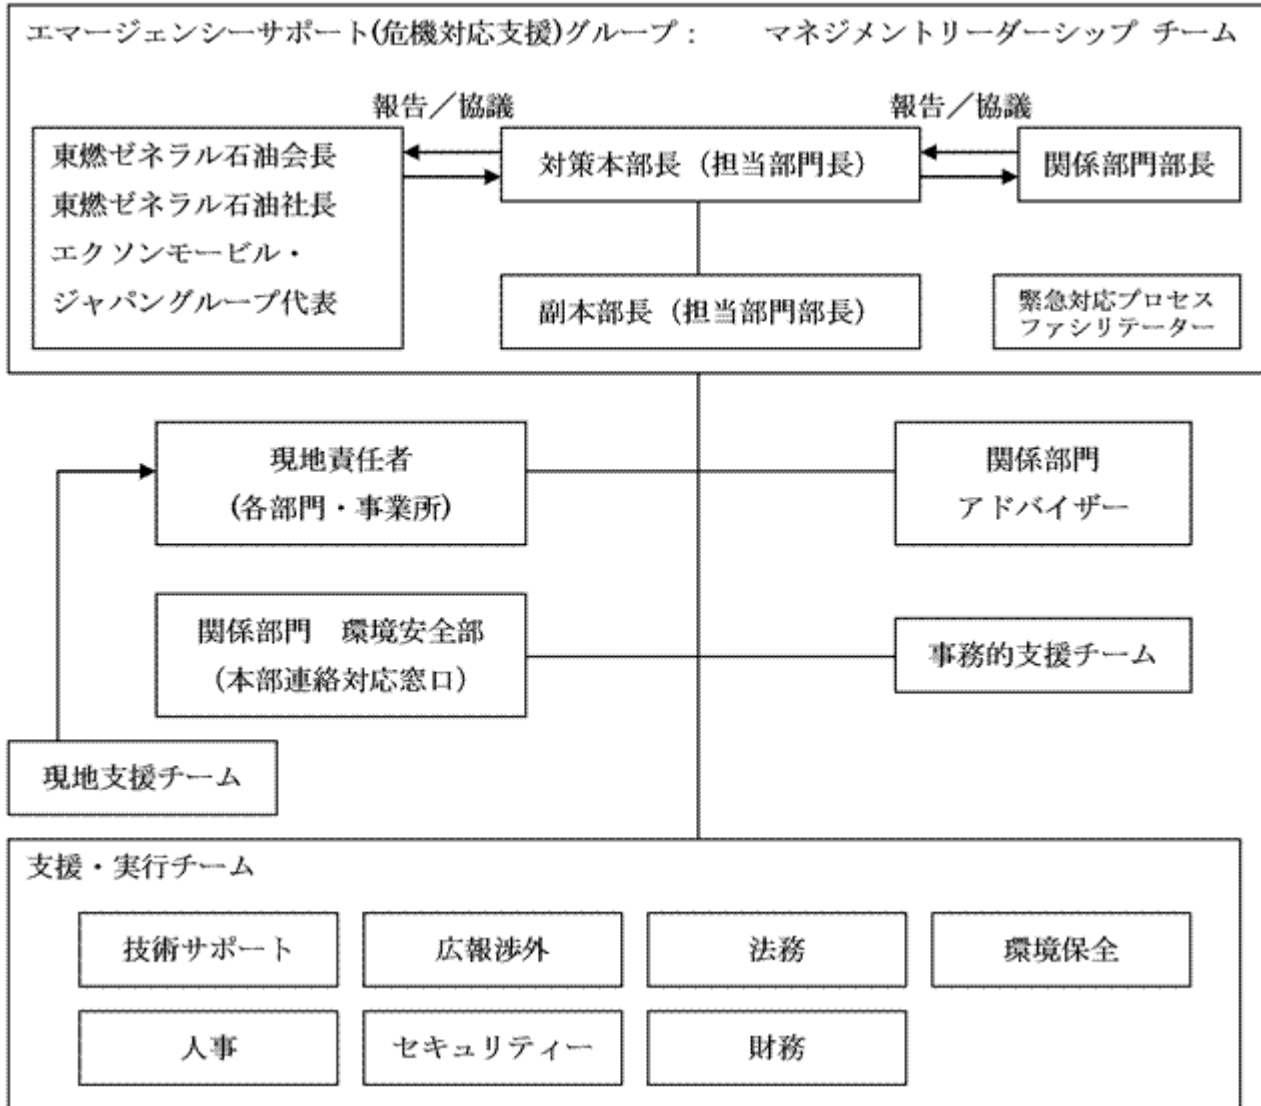 エマージェンシーサポート(危機対応支援)グループ： マネジメントリーダーシップ チーム
報告／協議
報告／協議
東燃ゼネラル石油会長
東燃ゼネラル石油社長
エクソンモービル・
ジャパングループ代表
対策本部長（担当部門長）
関係部門部長
副本部長（担当部門部長）
緊急対応プロセス
ファシリテーター
現地責任者
(各部門・事業所)
関係部門
アドバイザー
関係部門 環境安全部
（本部連絡対応窓口）
事務的支援チーム
現地支援チーム
支援・実行チーム
技術サポート
広報渉外
法務
環境保全
人事
セキュリティー
財務